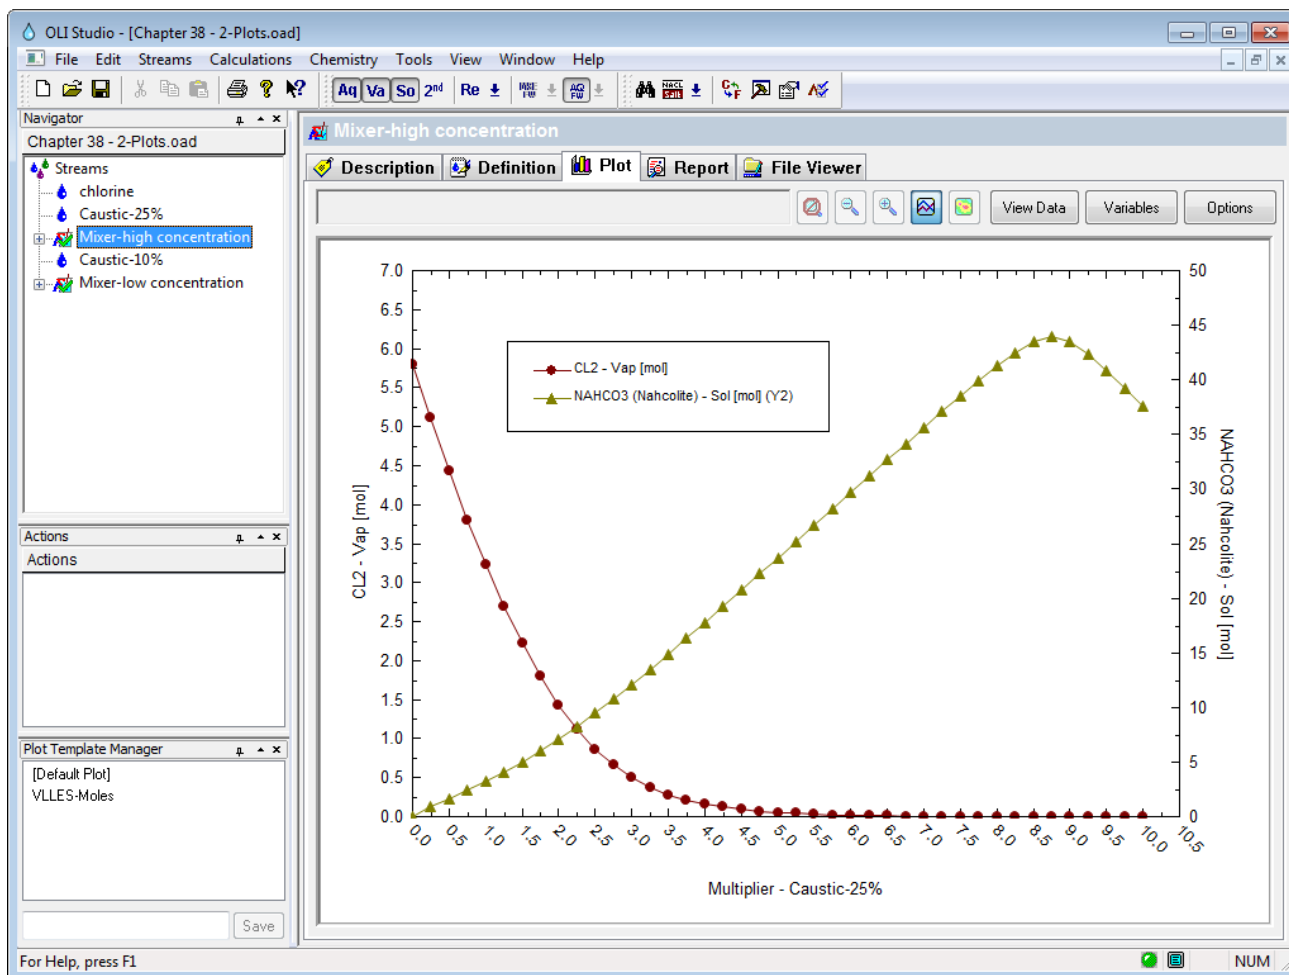 OLI Studio - [Chapter 38 - 2-Plots.oad]
File Edit Streams Calculations Chemistry Tools View Window Help
Aq Va So 2nd Re MSE FW AQ FW NACL Salt C F
Navigator
Chapter 38 - 2-Plots.oad
Streams
chlorine
Caustic-25%
Mixer-high concentration
Caustic-10%
Mixer-low concentration
Actions
Actions
Plot Template Manager
[Default Plot]
VLLES-Moles
Save
Mixer-high concentration
Description Definition Plot Report File Viewer
View Data Variables Options
CL2 - Vap [mol]
NAHCO3 (Nahcolite) - Sol [mol] (Y2)
CL2 - Vap [mol]
7.0
6.5
6.0
5.5
5.0
4.5
4.0
3.5
3.0
2.5
2.0
1.5
1.0
0.5
0.0
50
45
40
35
30
25
20
15
10
5
0
NAHCO3 (Nahcolite) - Sol [mol]
0.0 0.5 1.0 1.5 2.0 2.5 3.0 3.5 4.0 4.5 5.0 5.5 6.0 6.5 7.0 7.5 8.0 8.5 9.0 9.5 10.0 10.5
Multiplier - Caustic-25%
For Help, press F1
NUM